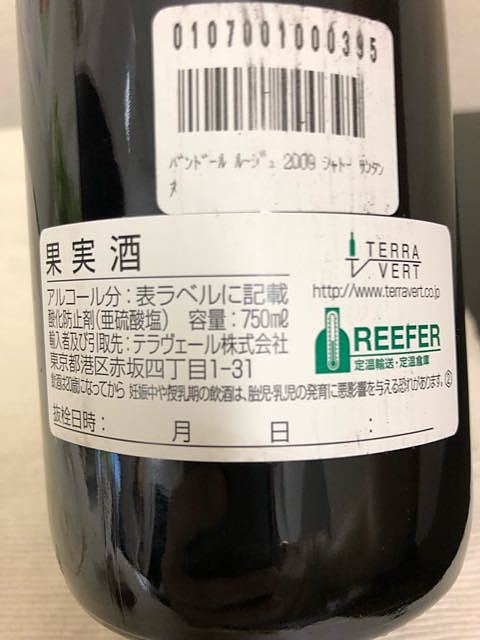 0107001000395
バンドール ルージュ 2009 シャトー サンタン
ヌ
果実酒
TERRA
VERT
アルコール分：表ラベルに記載
http://www.terravert.co.jp
酸化防止剤（亜硫酸塩） 容量：750mℓ
輸入者及び引取先：テラヴェール株式会社
REEFER
東京都港区赤坂四丁目1-31
定温輸送・定温倉庫
飲酒は20歳になってから 妊娠中や授乳期の飲酒は、胎児・乳児の発育に悪影響を与える恐れがあります。
抜栓日時： 月 日 ：